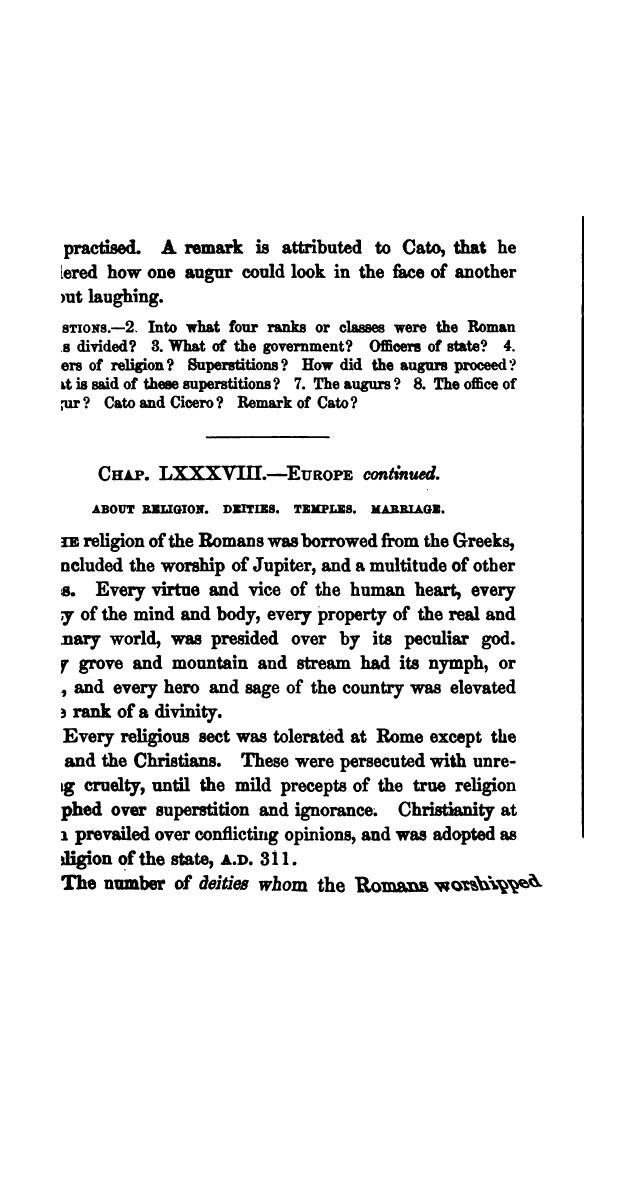 practised. A remark is attributed to Cato, that he
dered how one augur could look in the face of another
out laughing.
STIONS.—2. Into what four ranks or classes were the Roman
s divided? 3. What of the government? Officers of state? 4.
ers of religion? Superstitions? How did the augurs proceed?
at is said of these superstitions? 7. The augurs? 8. The office of
gur? Cato and Cicero? Remark of Cato?
CHAP. LXXXVIII.—EUROPE continued.
ABOUT RELIGION. DEITIES. TEMPLES. MARRIAGE.
HE religion of the Romans was borrowed from the Greeks,
ncluded the worship of Jupiter, and a multitude of other
s. Every virtue and vice of the human heart, every
y of the mind and body, every property of the real and
nary world, was presided over by its peculiar god.
y grove and mountain and stream had its nymph, or
, and every hero and sage of the country was elevated
e rank of a divinity.
Every religious sect was tolerated at Rome except the
and the Christians. These were persecuted with unre-
g cruelty, until the mild precepts of the true religion
phed over superstition and ignorance. Christianity at
prevailed over conflicting opinions, and was adopted as
ligion of the state, A.D. 311.
The number of deities whom the Romans worshipped